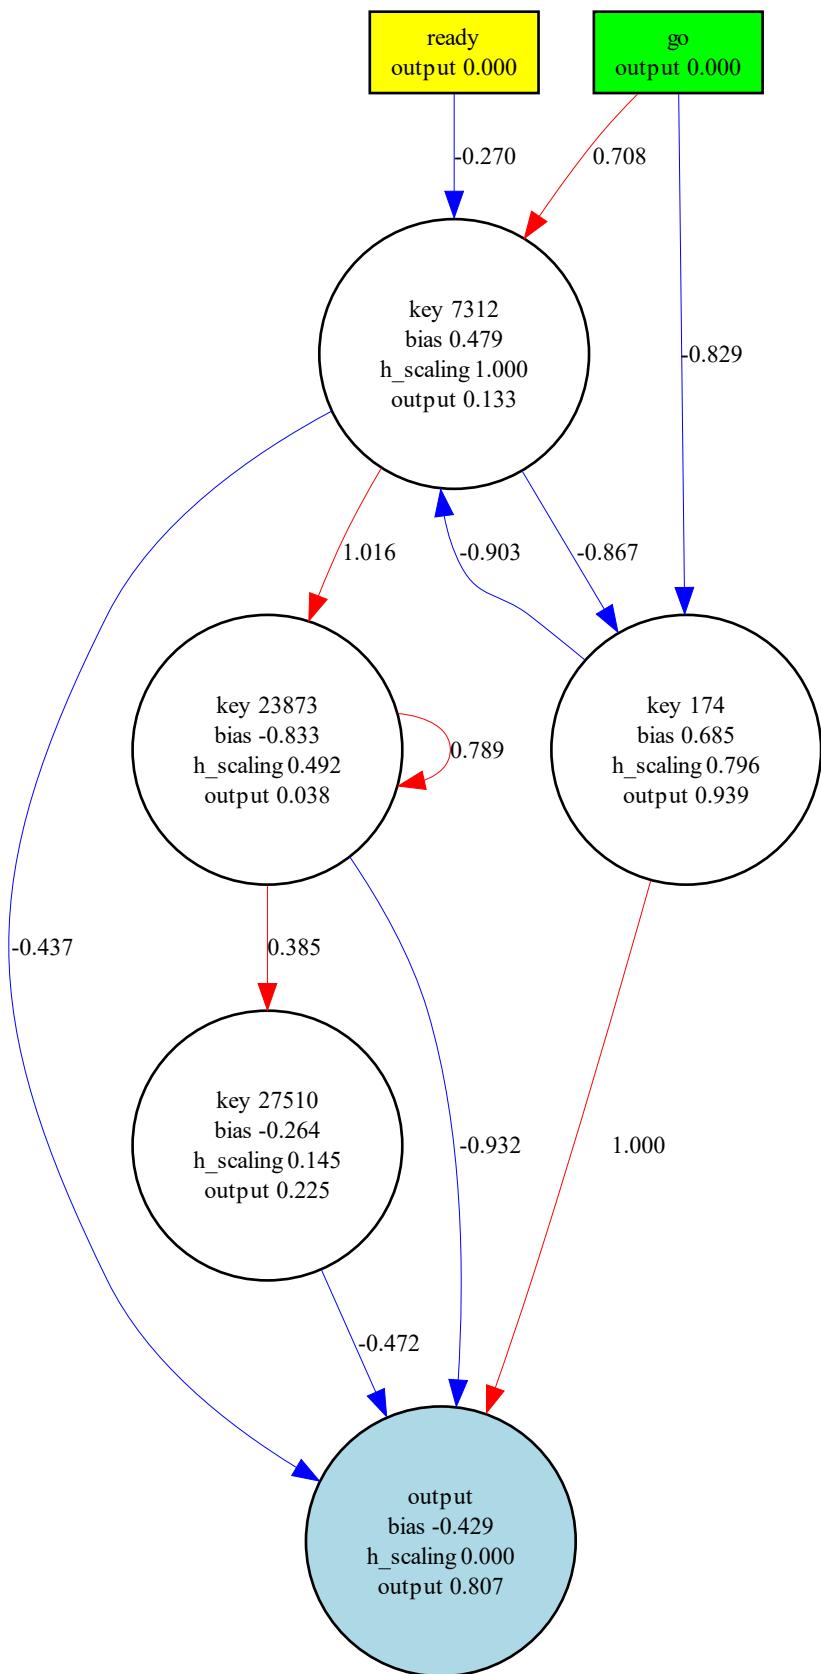 ready
output 0.000
go
output 0.000
-0.270
0.708
key 7312
bias 0.479
h_scaling 1.000
output 0.133
-0.829
1.016
-0.903
-0.867
key 23873
bias -0.833
h_scaling 0.492
output 0.038
0.789
key 174
bias 0.685
h_scaling 0.796
output 0.939
-0.437
0.385
key 27510
bias -0.264
h_scaling 0.145
output 0.225
-0.932
1.000
-0.472
output
bias -0.429
h_scaling 0.000
output 0.807